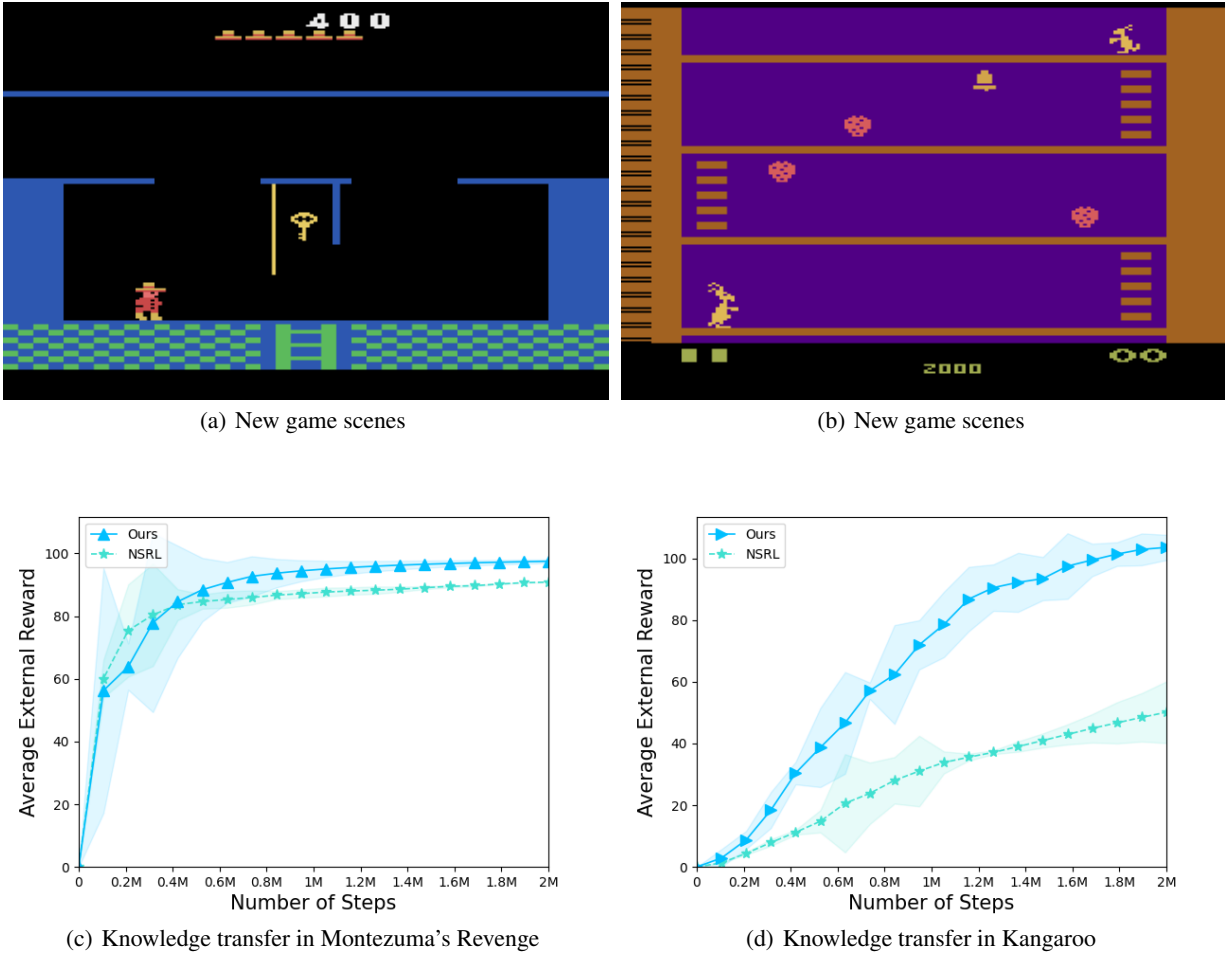 400
2000
(a) New game scenes
(b) New game scenes
Ours
NSRL
100
80
60
40
20
0
Average External Reward
0 0.2M 0.4M 0.6M 0.8M 1M 1.2M 1.4M 1.6M 1.8M 2M
Number of Steps
(c) Knowledge transfer in Montezuma's Revenge
Ours
NSRL
100
80
60
40
20
0
Average External Reward
0 0.2M 0.4M 0.6M 0.8M 1M 1.2M 1.4M 1.6M 1.8M 2M
Number of Steps
(d) Knowledge transfer in Kangaroo